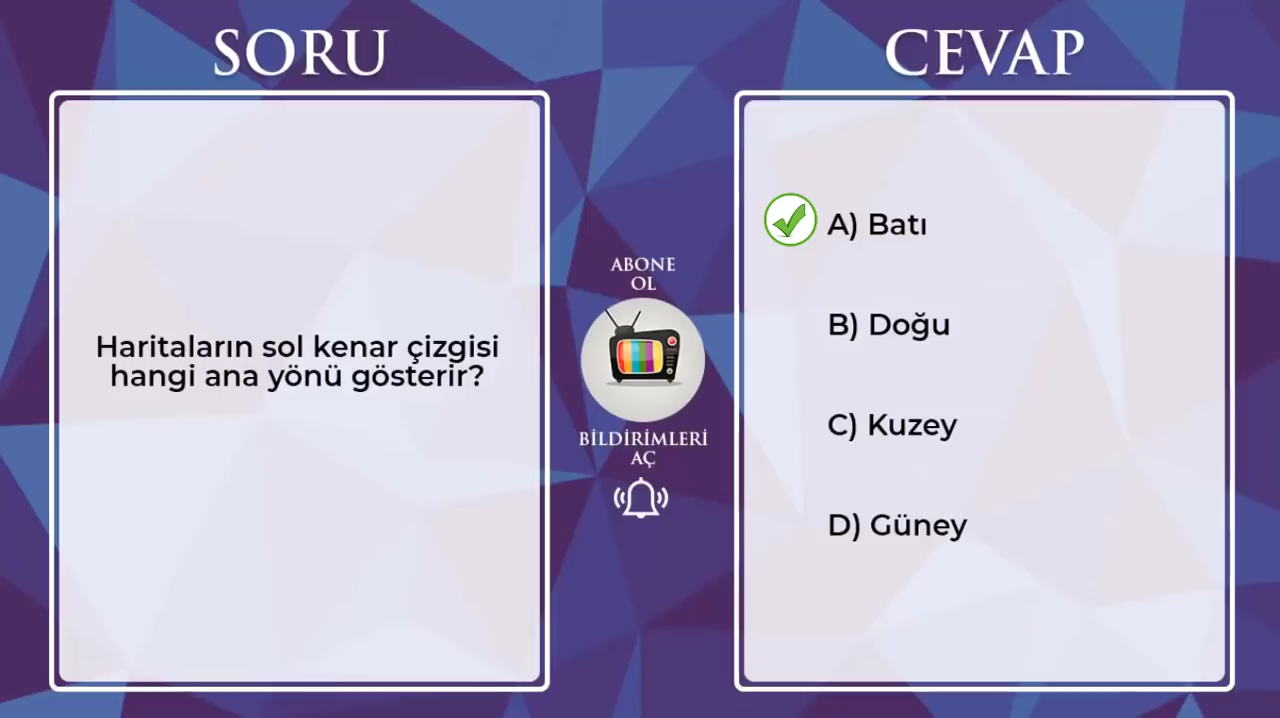 SORU
Haritaların sol kenar çizgisi
hangi ana yönü gösterir?
ABONE
OL
BİLDİRİMLERİ
AÇ
CEVAP
A) Batı
B) Doğu
C) Kuzey
D) Güney